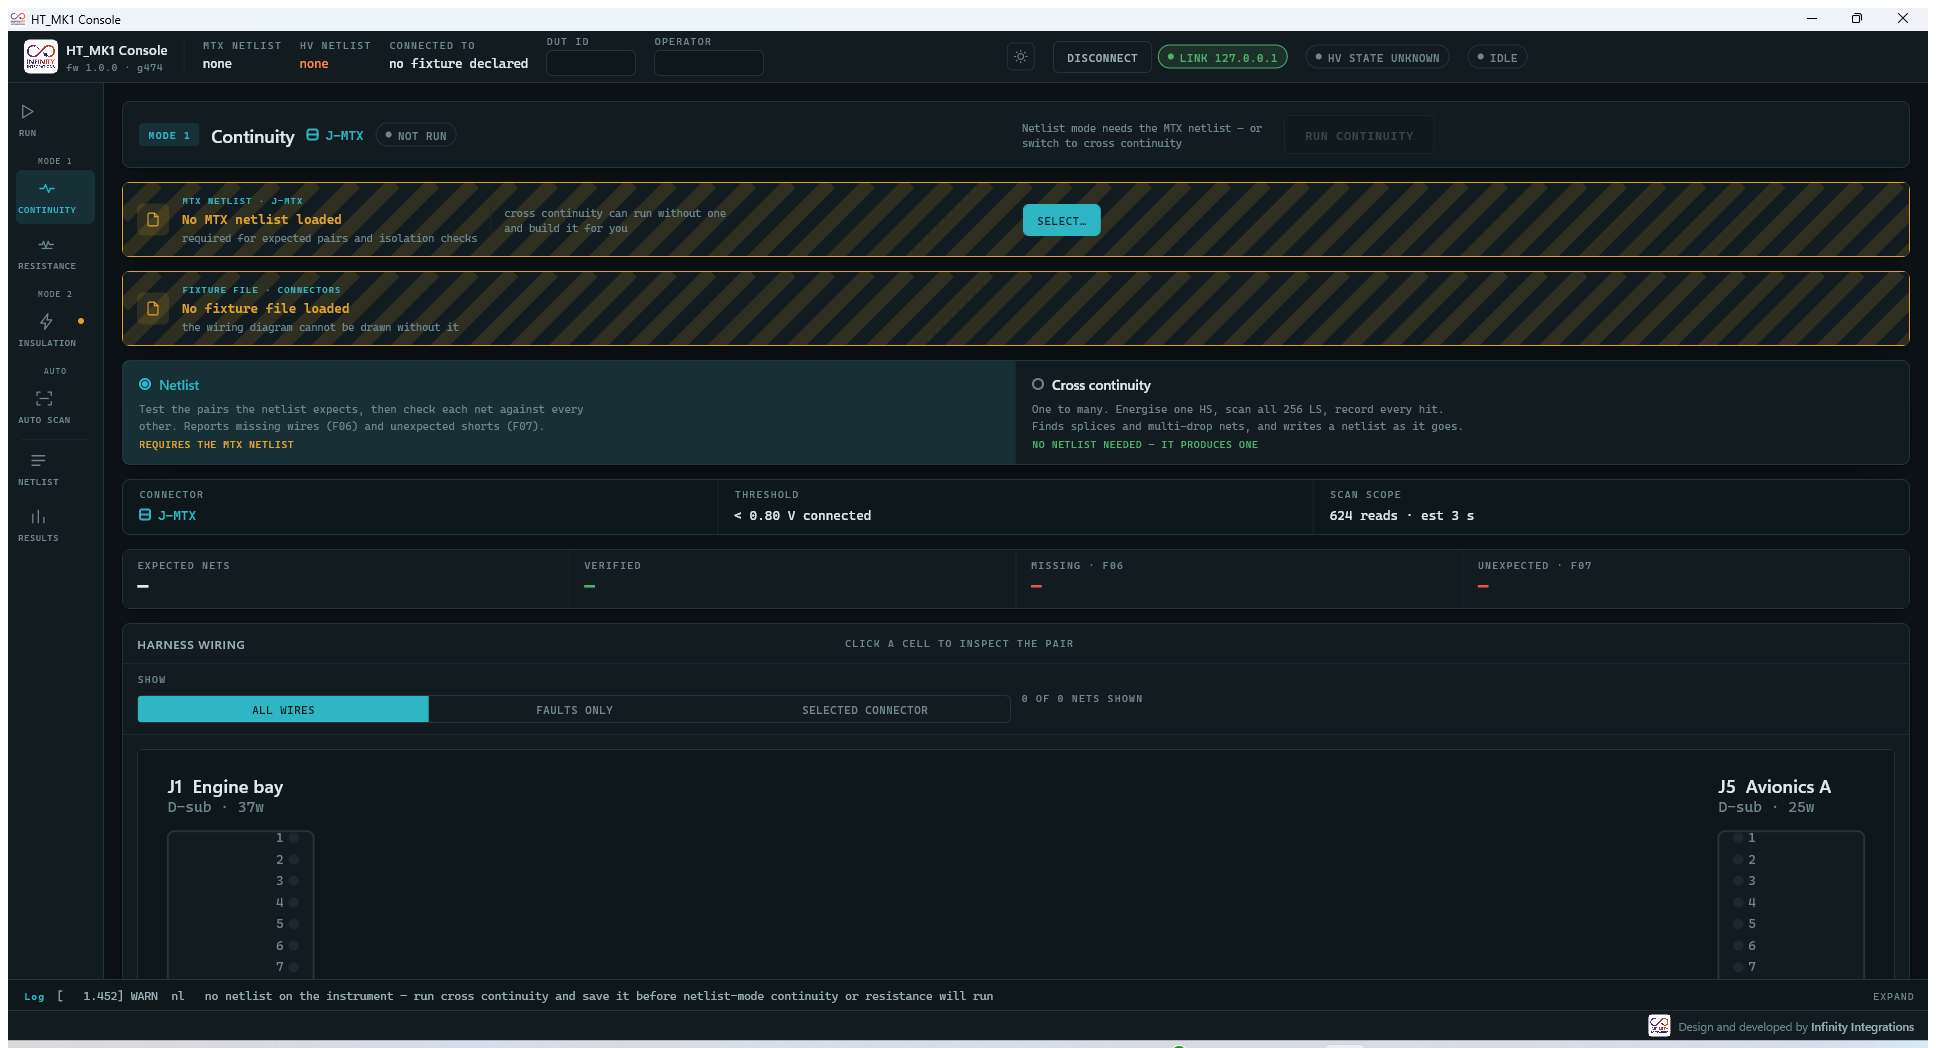 HT_MK1 Console
HT_MK1 Console
fw 1.0.0 · g474
MTX NETLIST
none
HV NETLIST
none
CONNECTED TO
no fixture declared
DUT ID
OPERATOR
DISCONNECT
LINK 127.0.0.1
HV STATE UNKNOWN
IDLE
RUN
MODE 1
CONTINUITY
RESISTANCE
MODE 2
INSULATION
AUTO
AUTO SCAN
NETLIST
RESULTS
MODE 1
Continuity
J-MTX
NOT RUN
Netlist mode needs the MTX netlist — or
switch to cross continuity
RUN CONTINUITY
MTX NETLIST · J-MTX
No MTX netlist loaded
required for expected pairs and isolation checks
cross continuity can run without one
and build it for you
SELECT…
FIXTURE FILE · CONNECTORS
No fixture file loaded
the wiring diagram cannot be drawn without it
Netlist
Test the pairs the netlist expects, then check each net against every
other. Reports missing wires (F06) and unexpected shorts (F07).
REQUIRES THE MTX NETLIST
Cross continuity
One to many. Energise one HS, scan all 256 LS, record every hit.
Finds splices and multi-drop nets, and writes a netlist as it goes.
NO NETLIST NEEDED — IT PRODUCES ONE
CONNECTOR
J-MTX
THRESHOLD
< 0.80 V connected
SCAN SCOPE
624 reads · est 3 s
EXPECTED NETS
—
VERIFIED
—
MISSING · F06
—
UNEXPECTED · F07
—
HARNESS WIRING
CLICK A CELL TO INSPECT THE PAIR
SHOW
ALL WIRES
FAULTS ONLY
SELECTED CONNECTOR
0 OF 0 NETS SHOWN
J1 Engine bay
D-sub · 37w
1
2
3
4
5
6
7
J5 Avionics A
D-sub · 25w
1
2
3
4
5
6
7
Log [ 1.452] WARN nl no netlist on the instrument — run cross continuity and save it before netlist-mode continuity or resistance will run
EXPAND
Design and developed by Infinity Integrations